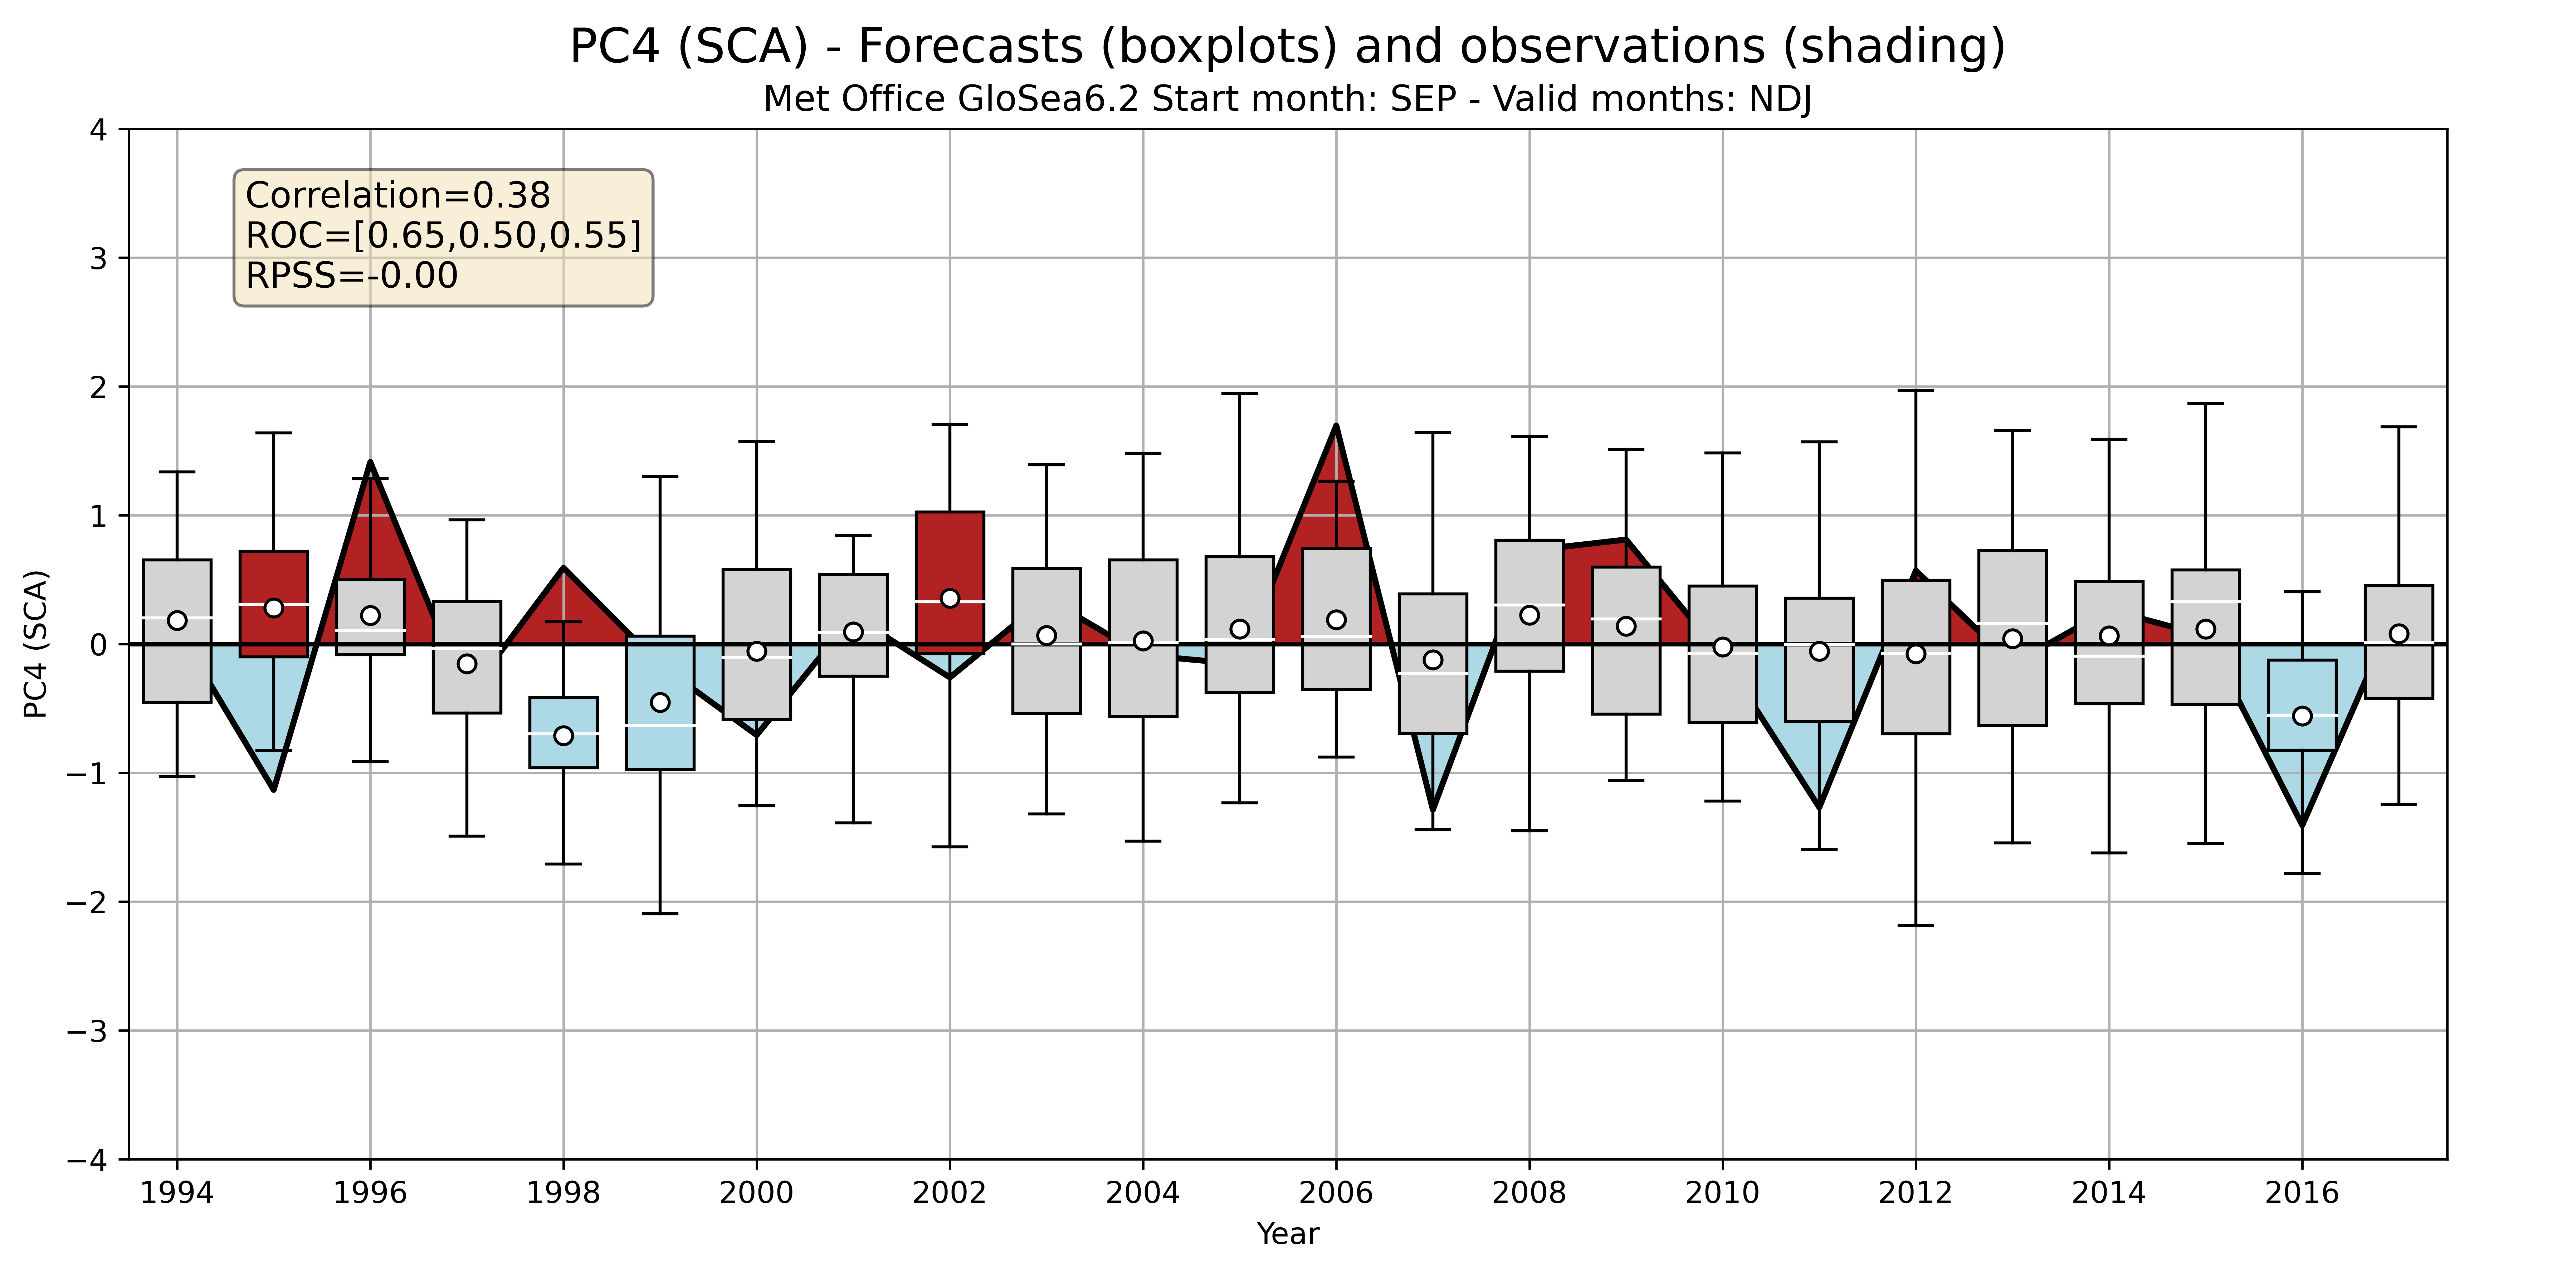 PC4 (SCA) - Forecasts (boxplots) and observations (shading)
Met Office GloSea6.2 Start month: SEP - Valid months: NDJ
Correlation=0.38
ROC=[0.65,0.50,0.55]
RPSS=-0.00
PC4 (SCA)
4
3
2
1
0
−1
−2
−3
−4
1994 1996 1998 2000 2002 2004 2006 2008 2010 2012 2014 2016
Year